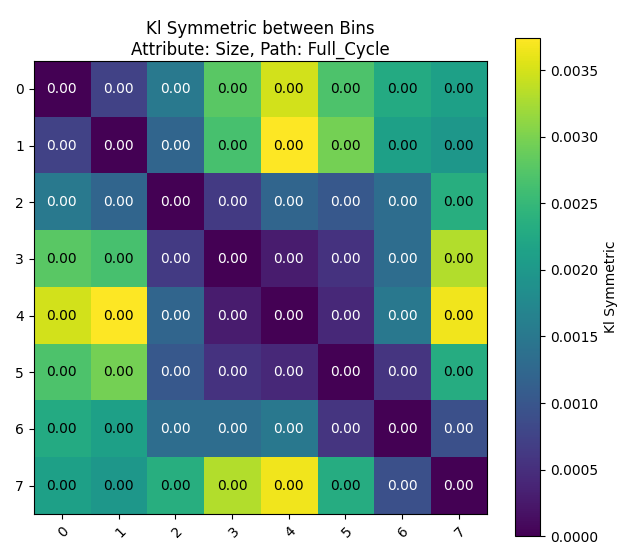 Kl Symmetric between Bins
Attribute: Size, Path: Full_Cycle
0 0.00 0.00 0.00 0.00 0.00 0.00 0.00 0.00
1 0.00 0.00 0.00 0.00 0.00 0.00 0.00 0.00
2 0.00 0.00 0.00 0.00 0.00 0.00 0.00 0.00
3 0.00 0.00 0.00 0.00 0.00 0.00 0.00 0.00
4 0.00 0.00 0.00 0.00 0.00 0.00 0.00 0.00
5 0.00 0.00 0.00 0.00 0.00 0.00 0.00 0.00
6 0.00 0.00 0.00 0.00 0.00 0.00 0.00 0.00
7 0.00 0.00 0.00 0.00 0.00 0.00 0.00 0.00
0 1 2 3 4 5 6 7
0.0035
0.0030
0.0025
0.0020
0.0015
0.0010
0.0005
0.0000
Kl Symmetric